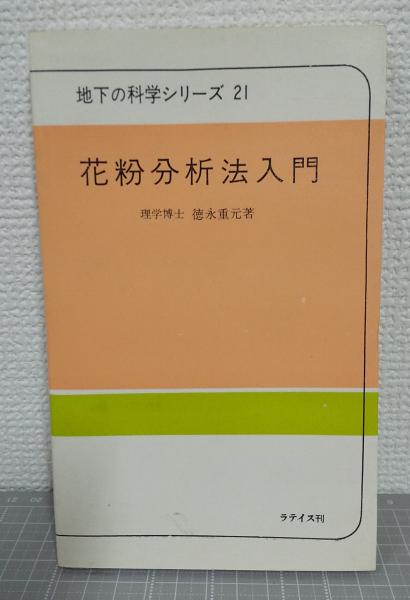 地下の科学シリーズ 21
花粉分析法入門
理学博士 徳永重元著
ラテイス刊